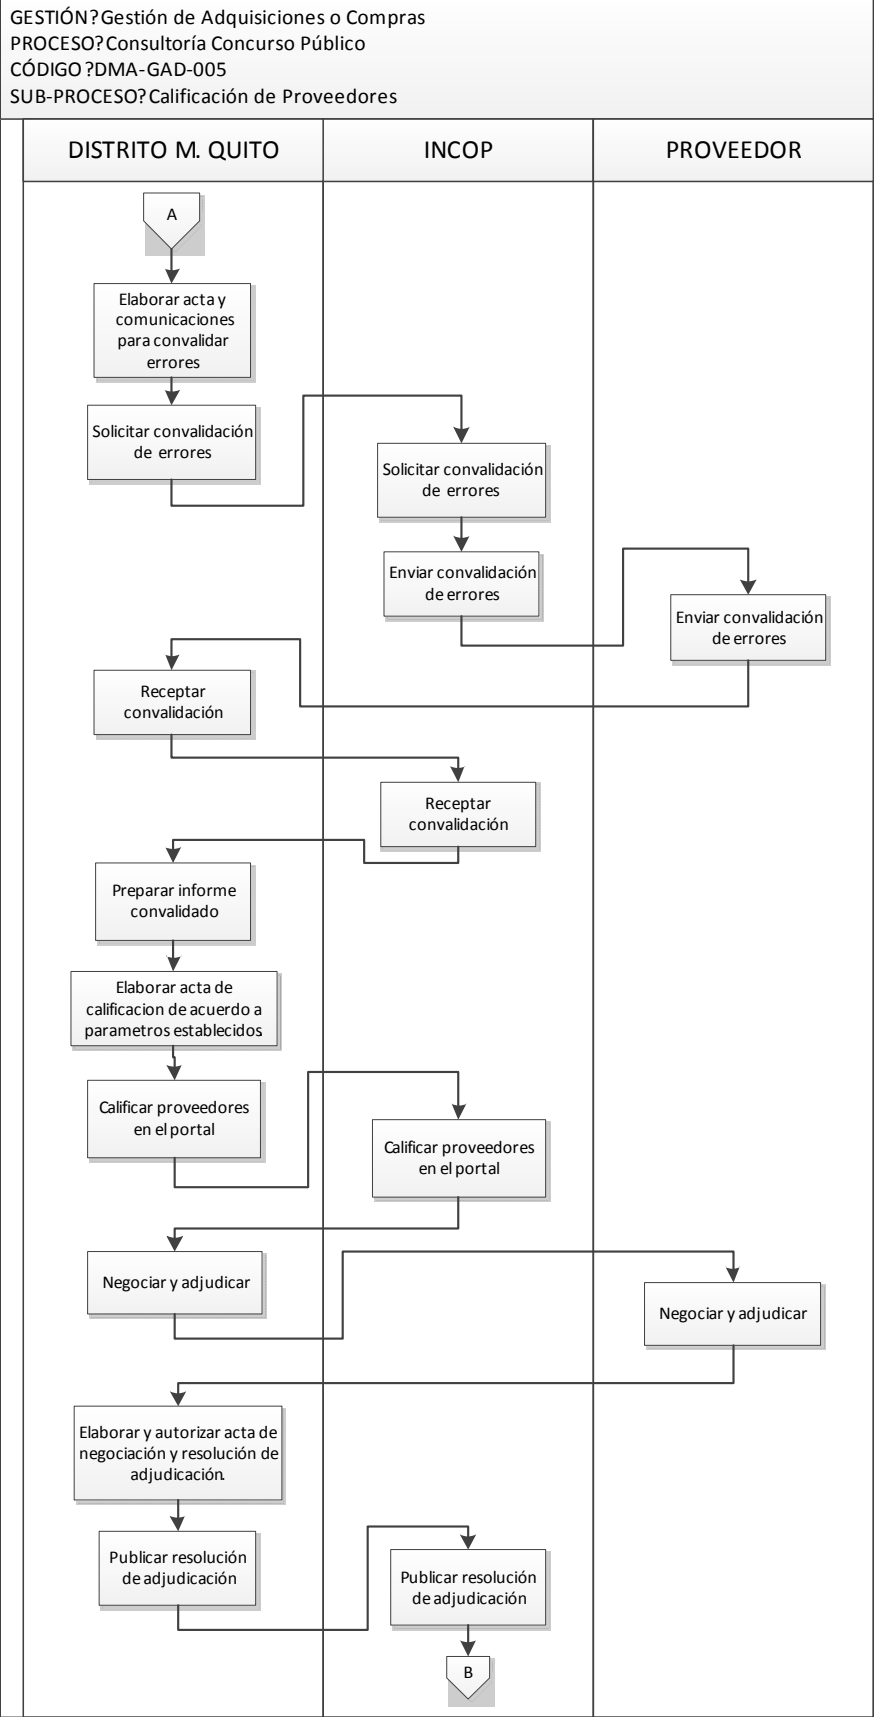 GESTIÓN?Gestión de Adquisiciones o Compras
PROCESO?Consultoría Concurso Público
CÓDIGO?DMA-GAD-005
SUB-PROCESO?Calificación de Proveedores
DISTRITO M. QUITO
INCOP
PROVEEDOR
A
Elaborar acta y
comunicaciones
para convalidar
errores
Solicitar convalidación
de errores
Solicitar convalidación
de errores
Enviar convalidación
de errores
Enviar convalidación
de errores
Receptar
convalidación
Receptar
convalidación
Preparar informe
convalidado
Elaborar acta de
calificacion de acuerdo a
parametros establecidos
Calificar proveedores
en el portal
Calificar proveedores
en el portal
Negociar y adjudicar
Negociar y adjudicar
Elaborar y autorizar acta de
negociación y resolución de
adjudicación.
Publicar resolución
de adjudicación
Publicar resolución
de adjudicación
B